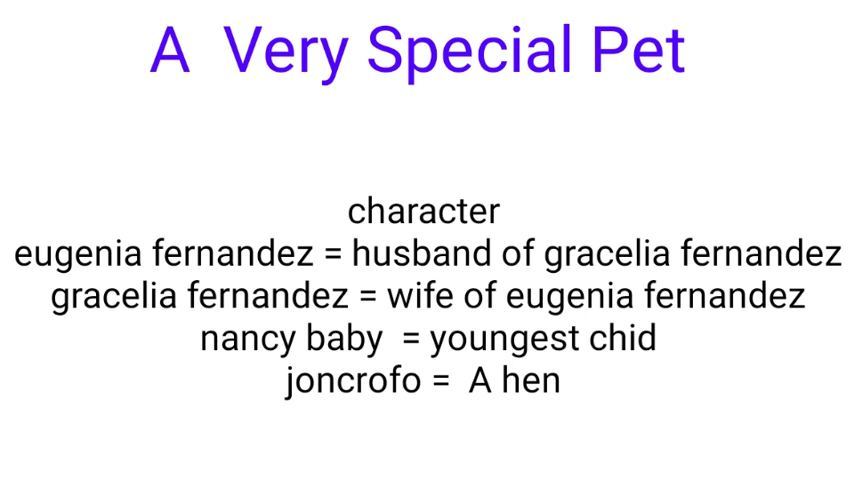 A Very Special Pet
character
eugenia fernandez = husband of gracelia fernandez
gracelia fernandez = wife of eugenia fernandez
nancy baby = youngest chid
joncrofo = A hen